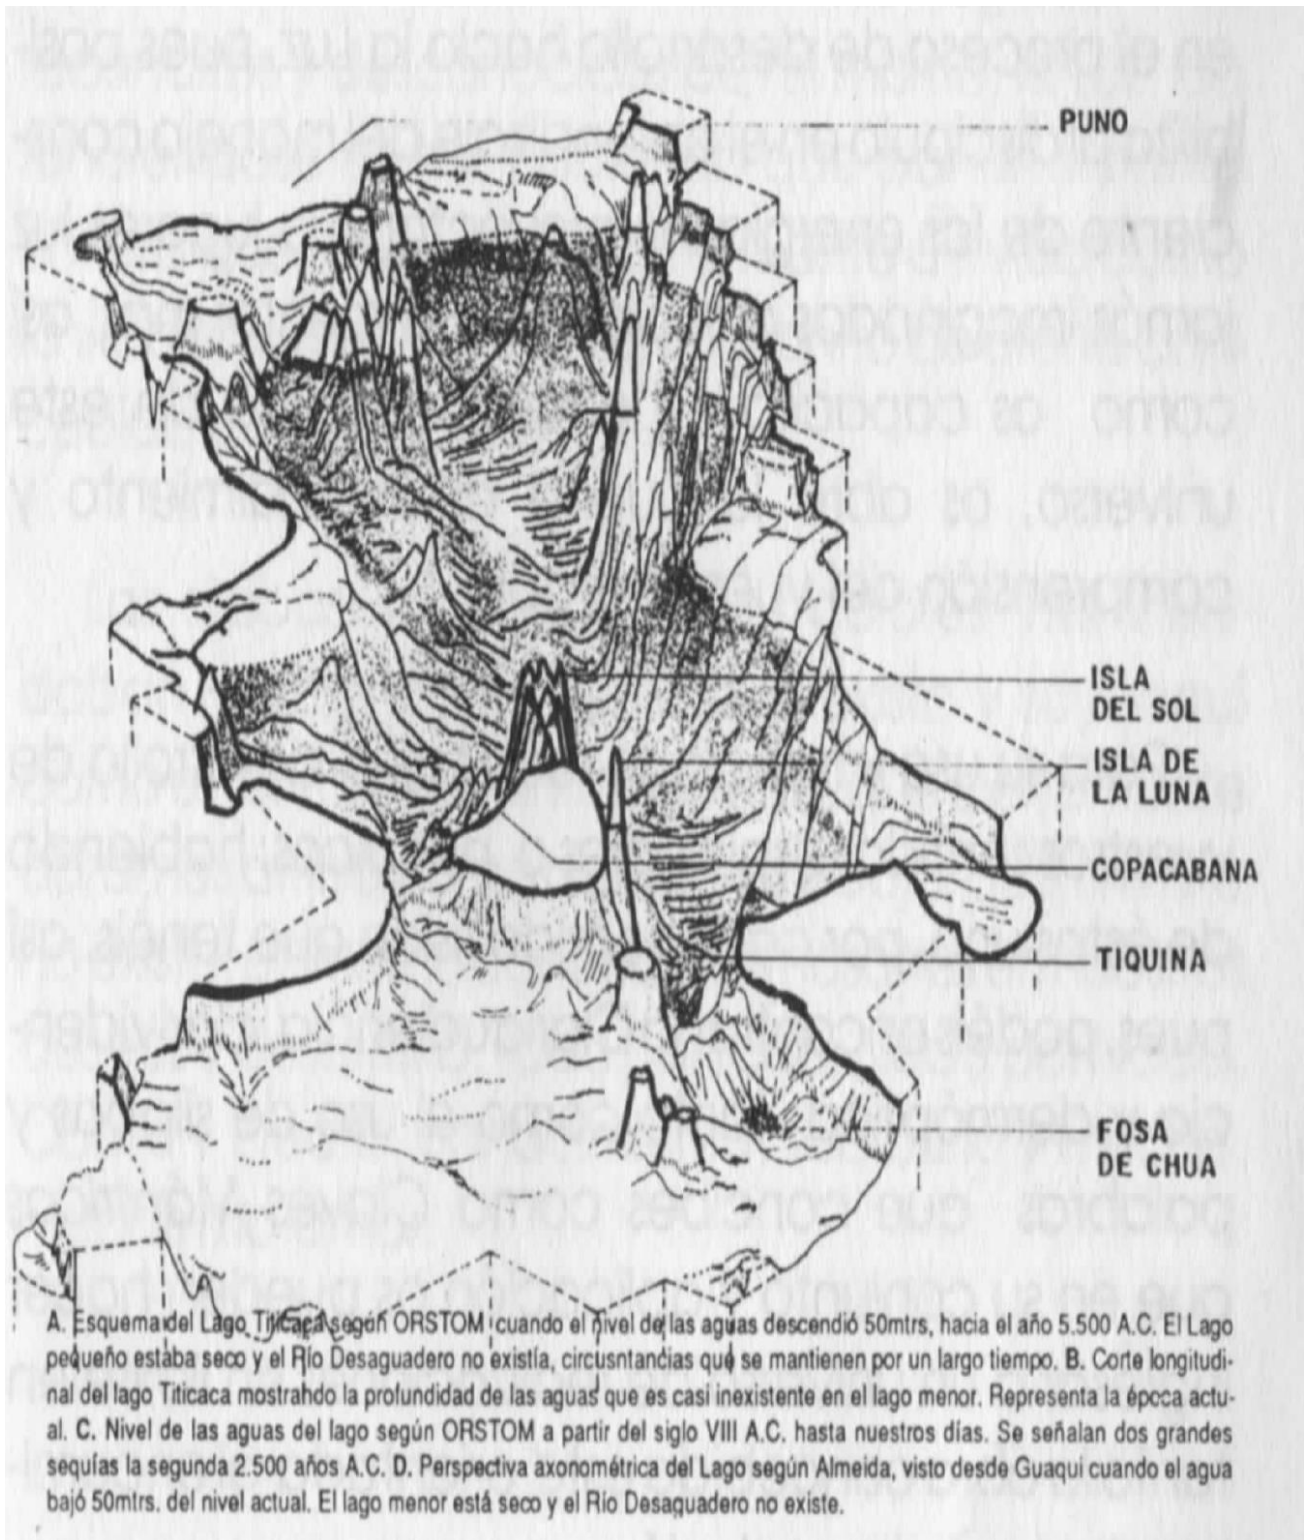 PUNO
ISLA
DEL SOL
ISLA DE
LA LUNA
COPACABANA
TIQUINA
FOSA
DE CHUA
A. Esquema del Lago Titicaca según ORSTOM cuando el nivel de las aguas descendió 50mtrs, hacia el año 5.500 A.C. El Lago
pequeño estaba seco y el Río Desaguadero no existía, circusntancias que se mantienen por un largo tiempo. B. Corte longitudi-
nal del lago Titicaca mostrando la profundidad de las aguas que es casi inexistente en el lago menor. Representa la época actu-
al. C. Nivel de las aguas del lago según ORSTOM a partir del siglo VIII A.C. hasta nuestros días. Se señalan dos grandes
sequías la segunda 2.500 años A.C. D. Perspectiva axonométrica del Lago según Almeida, visto desde Guaqui cuando el agua
bajó 50mtrs. del nivel actual. El lago menor está seco y el Rio Desaguadero no existe.